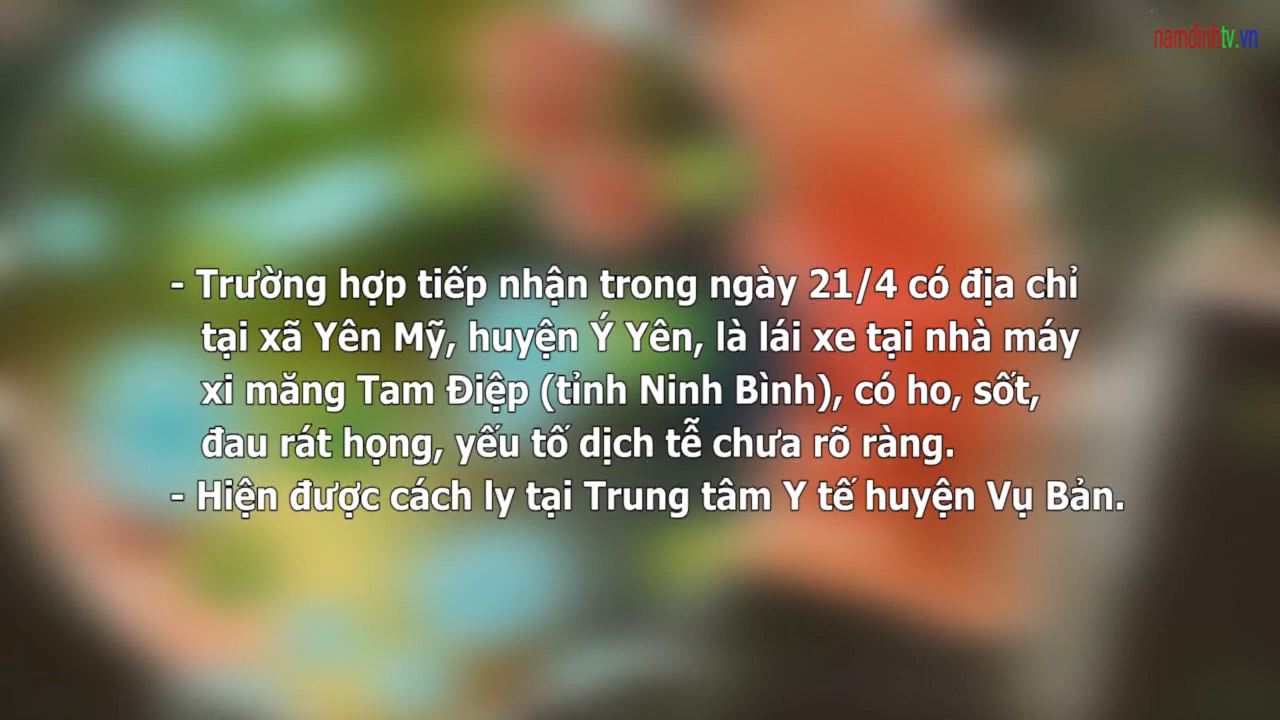 namdinhtv.vn
- Trường hợp tiếp nhận trong ngày 21/4 có địa chỉ
tại xã Yên Mỹ, huyện Ý Yên, là lái xe tại nhà máy
xi măng Tam Điệp (tỉnh Ninh Bình), có ho, sốt,
đau rát họng, yếu tố dịch tễ chưa rõ ràng.
- Hiện được cách ly tại Trung tâm Y tế huyện Vụ Bản.